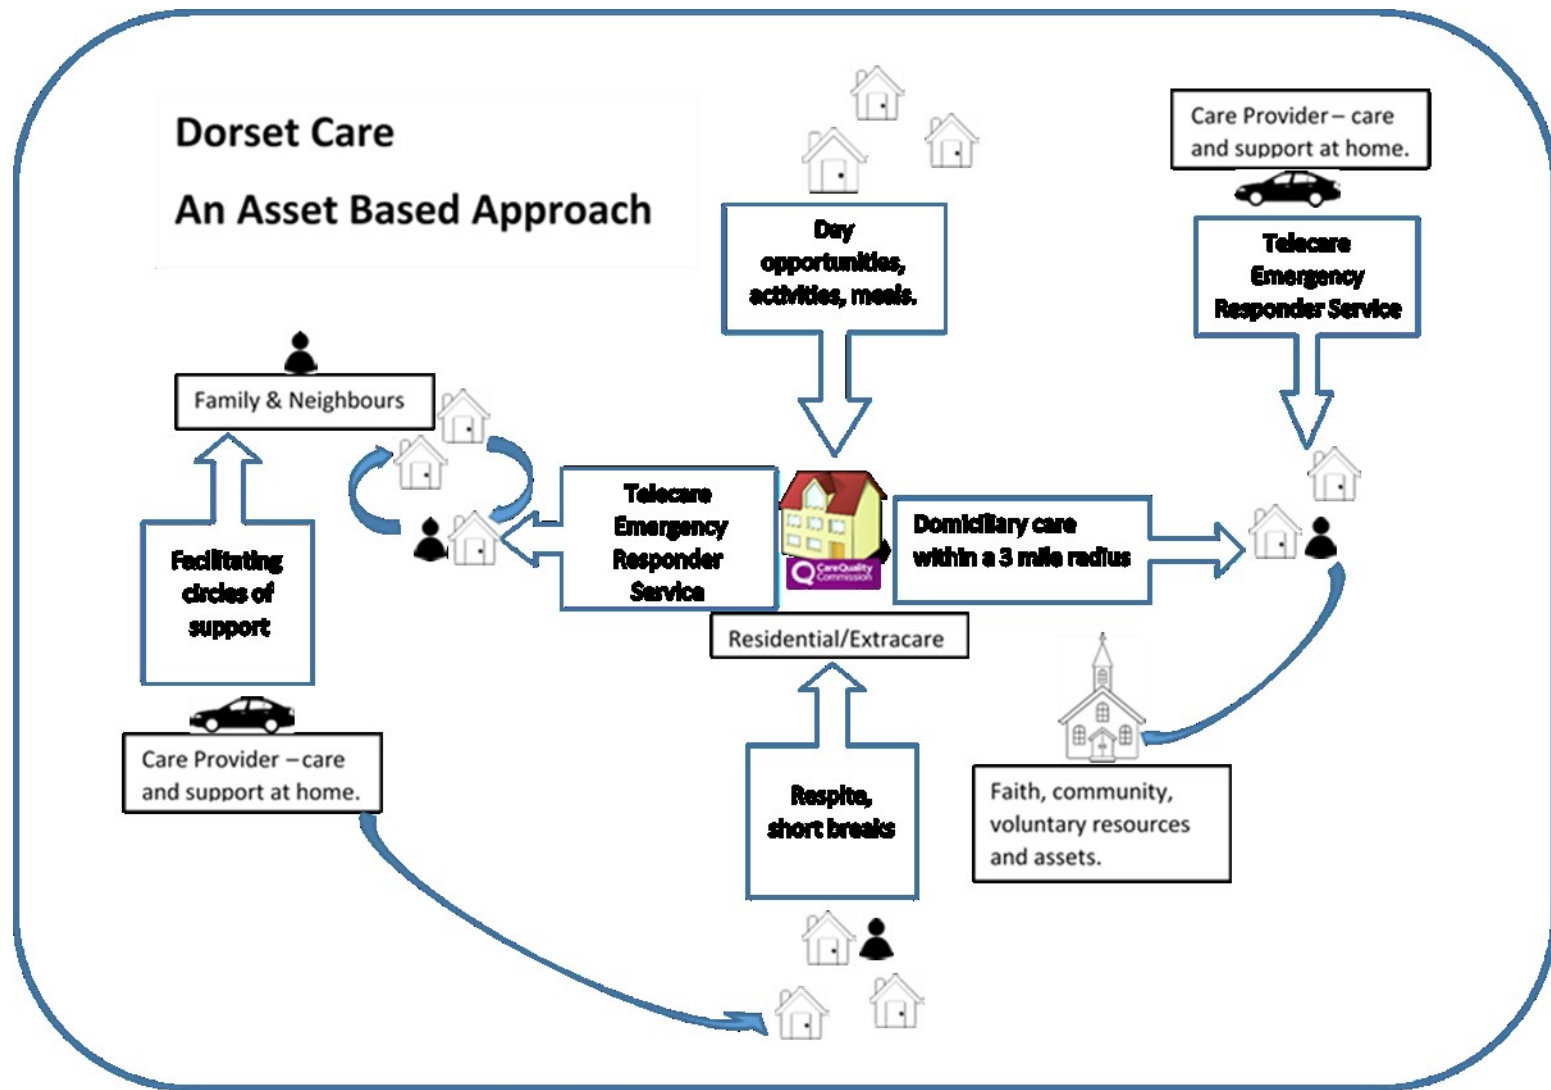 Dorset Care
An Asset Based Approach
Day
opportunities,
activities, meals.
Care Provider – care
and support at home.
Telecare
Emergency
Responder Service
Family & Neighbours
Telecare
Emergency
Responder
Service
CareQuality
Commission
Domiciliary care
within a 3 mile radius
Facilitating
circles of
support
Residential/Extracare
Care Provider – care
and support at home.
Respite,
short breaks
Faith, community,
voluntary resources
and assets.